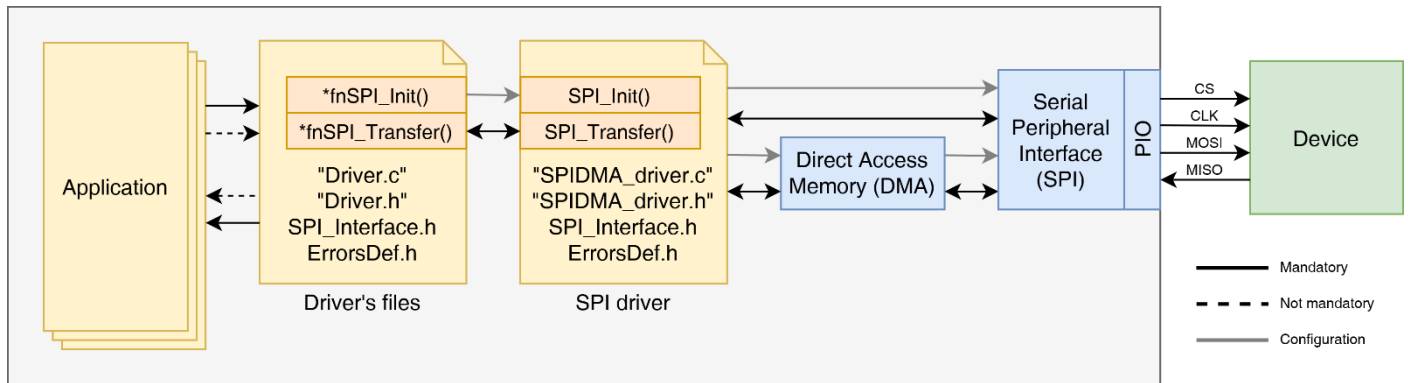 Application
*fnSPI_Init()
*fnSPI_Transfer()
"Driver.c"
"Driver.h"
SPI_Interface.h
ErrorsDef.h
Driver's files
SPI_Init()
SPI_Transfer()
"SPIDMA_driver.c"
"SPIDMA_driver.h"
SPI_Interface.h
ErrorsDef.h
SPI driver
Direct Access
Memory (DMA)
Serial
Peripheral
Interface
(SPI)
PIO
CS
CLK
MOSI
MISO
Device
Mandatory
Not mandatory
Configuration